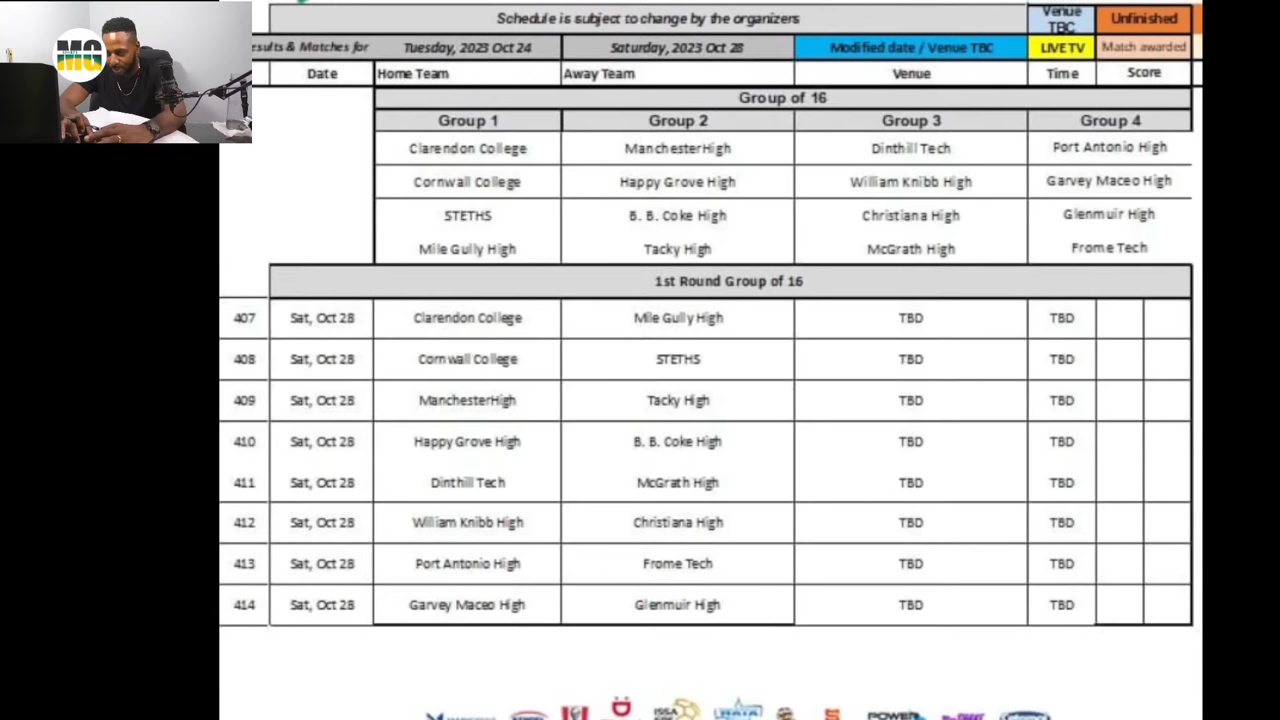 MG
Schedule is subject to change by the organizers
Venue TBC
Unfinished
esults & Matches for Tuesday, 2023 Oct 24 Saturday, 2023 Oct 28 Modified date / Venue TBC LIVE TV Match awarded
Date Home Team Away Team Venue Time Score
Group of 16
Group 1 Group 2 Group 3 Group 4
Clarendon College ManchesterHigh Dinthill Tech Port Antonio High
Cornwall College Happy Grove High William Knibb High Garvey Maceo High
STETHS B. B. Coke High Christiana High Glenmuir High
Mile Gully High Tacky High McGrath High Frome Tech
1st Round Group of 16
407 Sat, Oct 28 Clarendon College Mile Gully High TBD TBD
408 Sat, Oct 28 Cornwall College STETHS TBD TBD
409 Sat, Oct 28 ManchesterHigh Tacky High TBD TBD
410 Sat, Oct 28 Happy Grove High B. B. Coke High TBD TBD
411 Sat, Oct 28 Dinthill Tech McGrath High TBD TBD
412 Sat, Oct 28 William Knibb High Christiana High TBD TBD
413 Sat, Oct 28 Port Antonio High Frome Tech TBD TBD
414 Sat, Oct 28 Garvey Maceo High Glenmuir High TBD TBD
ISSA WATA POWER